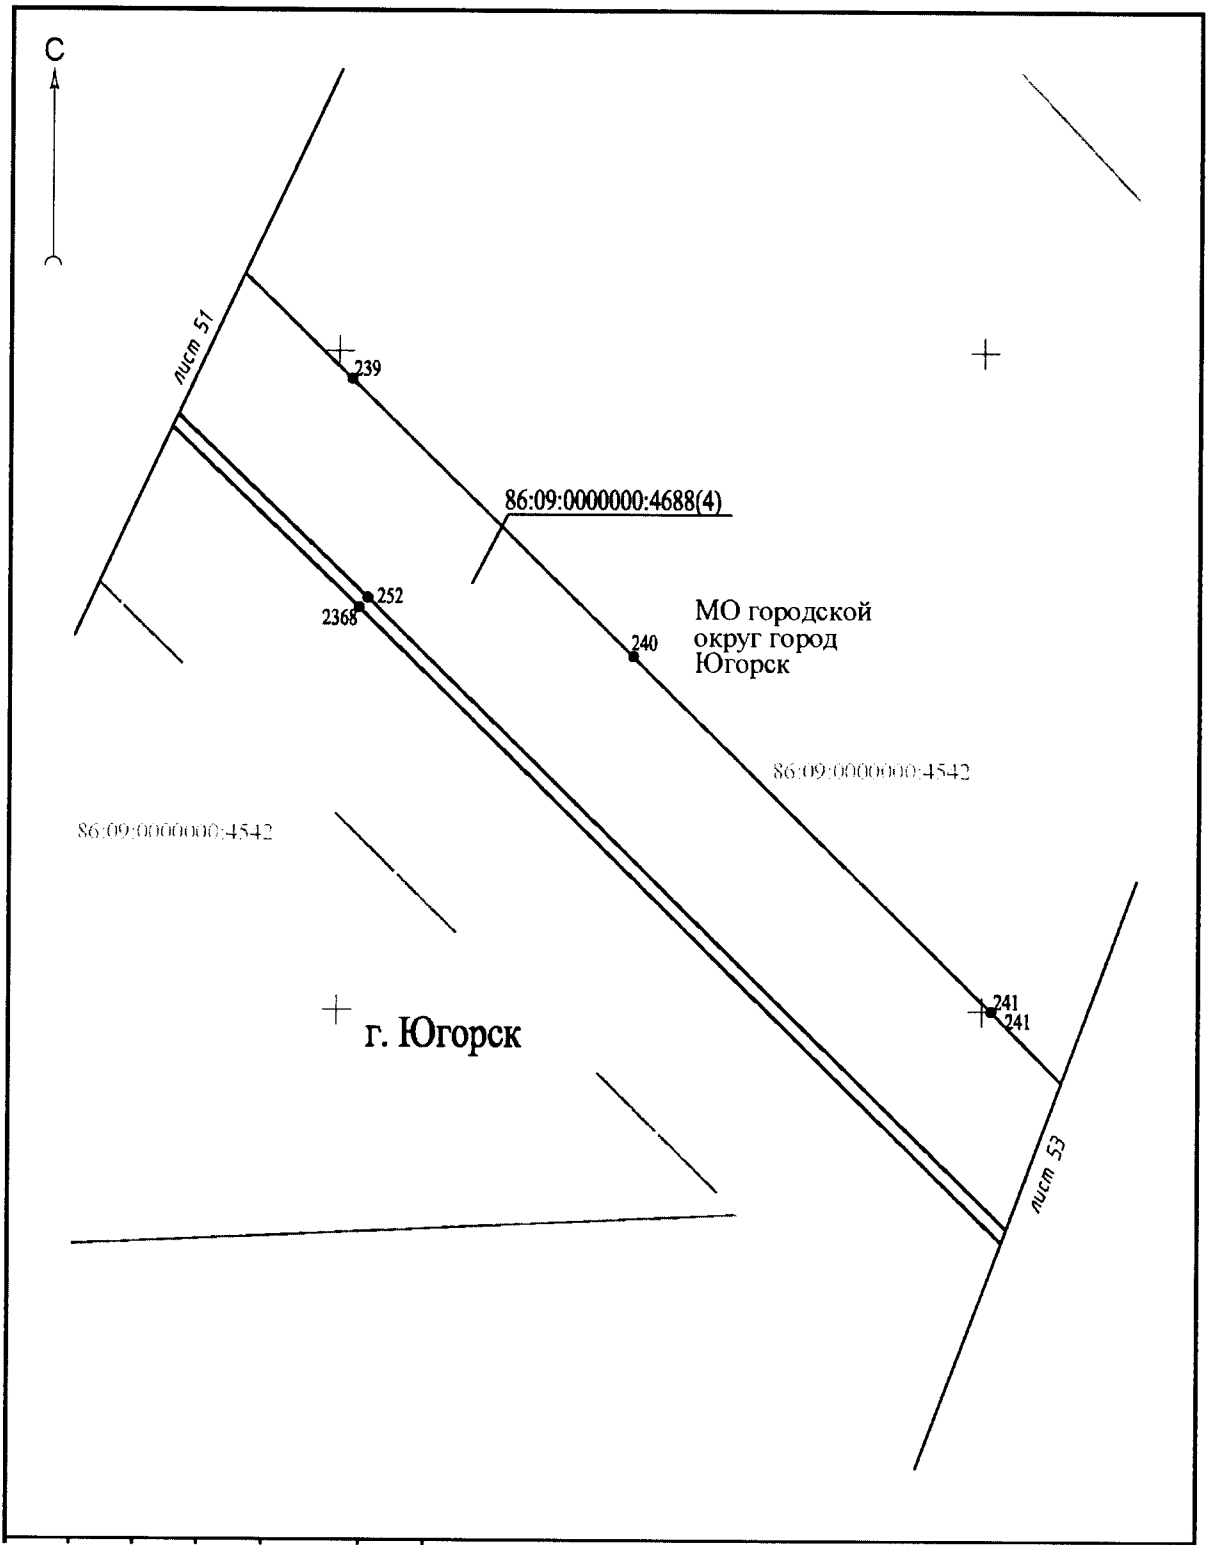 С
лист 51
239
86:09:0000000:4688(4)
252
2368
МО городской
округ город
Югорск
240
86:09:0000000:4542
86:09:0000000:4542
241
241
г. Югорск
лист 53